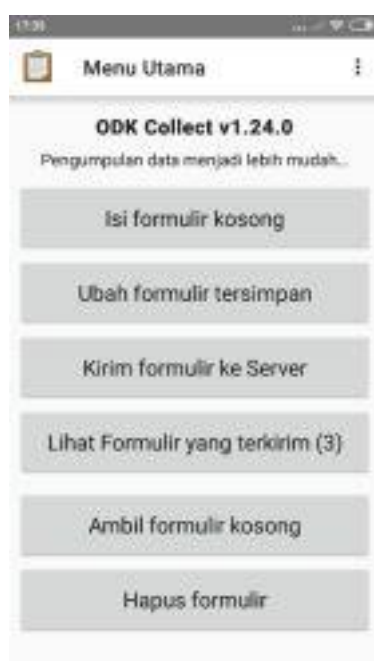 17:35
Menu Utama
ODK Collect v1.24.0
Pengumpulan data menjadi lebih mudah...
Isi formulir kosong
Ubah formulir tersimpan
Kirim formulir ke Server
Lihat Formulir yang terkirim (3)
Ambil formulir kosong
Hapus formulir